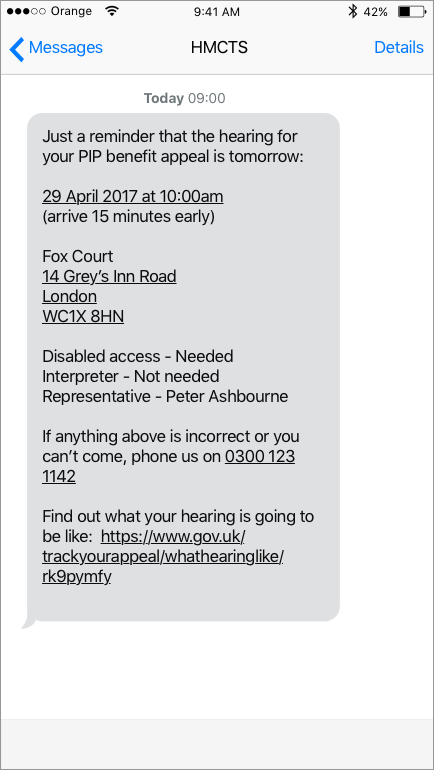 Orange 9:41 AM 42%
Messages HMCTS Details
Today 09:00
Just a reminder that the hearing for
your PIP benefit appeal is tomorrow:
29 April 2017 at 10:00am
(arrive 15 minutes early)
Fox Court
14 Grey’s Inn Road
London
WC1X 8HN
Disabled access - Needed
Interpreter - Not needed
Representative - Peter Ashbourne
If anything above is incorrect or you
can’t come, phone us on 0300 123
1142
Find out what your hearing is going to
be like: https://www.gov.uk/
trackyourappeal/whathearinglike/
rk9pymfy